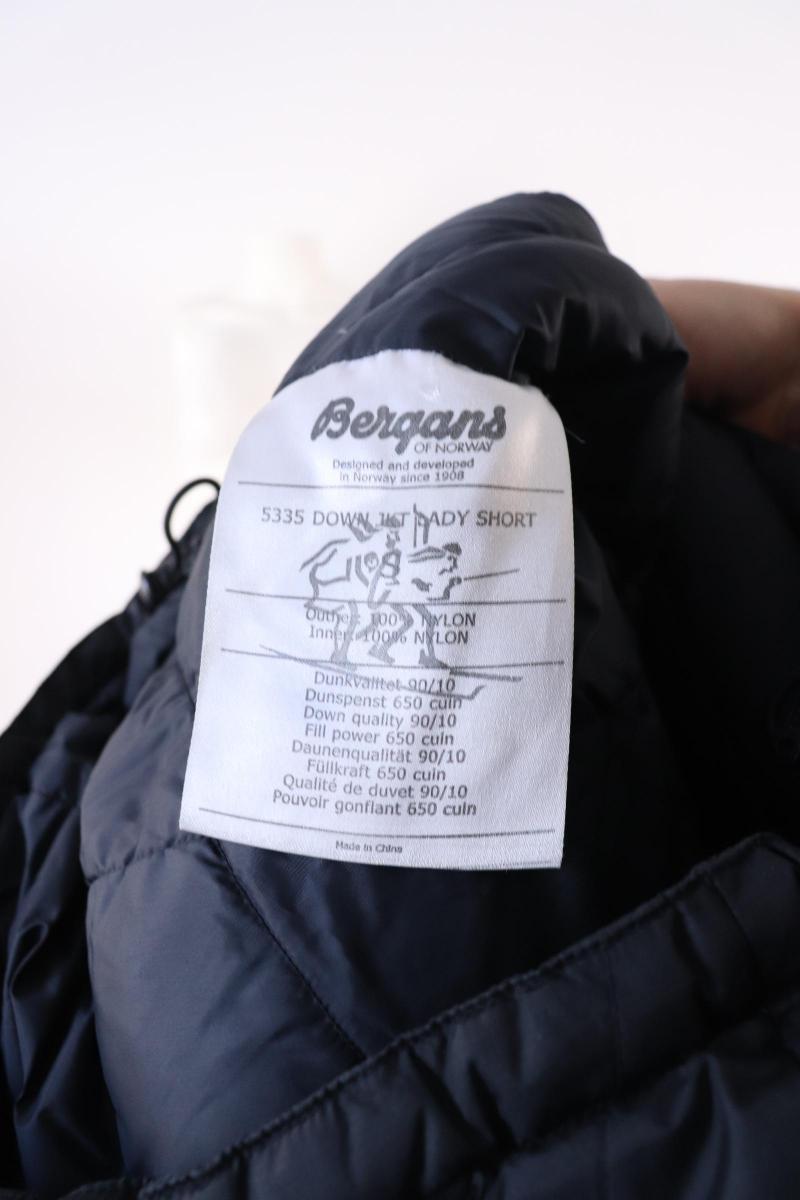 Bergans
OF NORWAY
Designed and developed
in Norway since 1908
5335 DOWN JKT LADY SHORT
Outher: 100% NYLON
Inner: 100% NYLON
Dunkvalitet 90/10
Dunspenst 650 cuin
Down quality 90/10
Fill power 650 cuin
Daunenqualität 90/10
Füllkraft 650 cuin
Qualité de duvet 90/10
Pouvoir gonflant 650 cuin
Made in China